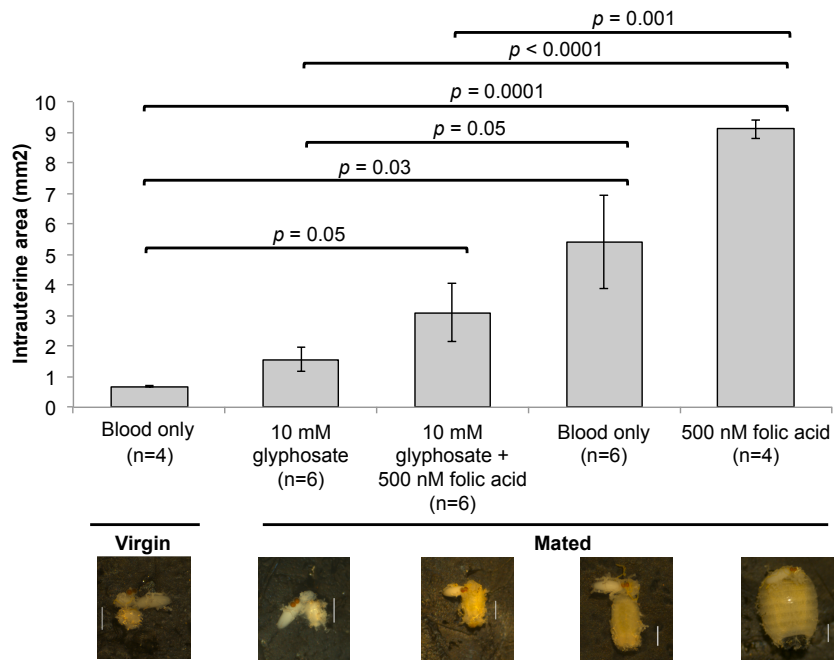 p = 0.001
p < 0.0001
p = 0.0001
p = 0.05
p = 0.03
p = 0.05
Intrauterine area (mm2)
10
9
8
7
6
5
4
3
2
1
0
Blood only
(n=4)
10 mM
glyphosate
(n=6)
10 mM
glyphosate +
500 nM folic acid
(n=6)
Blood only
(n=6)
500 nM folic acid
(n=4)
Virgin
Mated